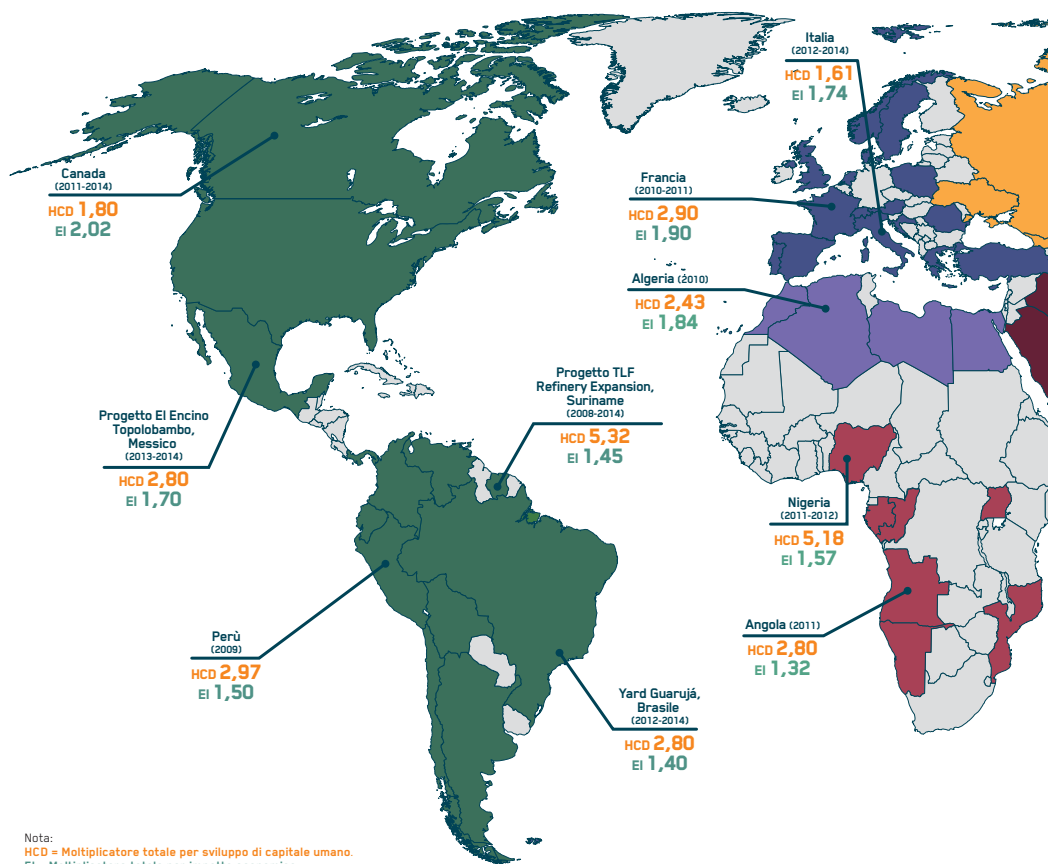 Italia
(2012-2014)
HCD 1,61
EI 1,74
Canada
(2011-2014)
HCD 1,80
EI 2,02
Francia
(2010-2011)
HCD 2,90
EI 1,90
Algeria (2010)
HCD 2,43
EI 1,84
Progetto TLF
Refinery Expansion,
Suriname
(2008-2014)
HCD 5,32
EI 1,45
Progetto El Encino
Topolobambo,
Messico
(2013-2014)
HCD 2,80
EI 1,70
Nigeria
(2011-2012)
HCD 5,18
EI 1,57
Angola (2011)
HCD 2,80
EI 1,32
Perù
(2009)
HCD 2,97
EI 1,50
Yard Guarujá,
Brasile
(2012-2014)
HCD 2,80
EI 1,40
Nota:
HCD = Moltiplicatore totale per sviluppo di capitale umano.